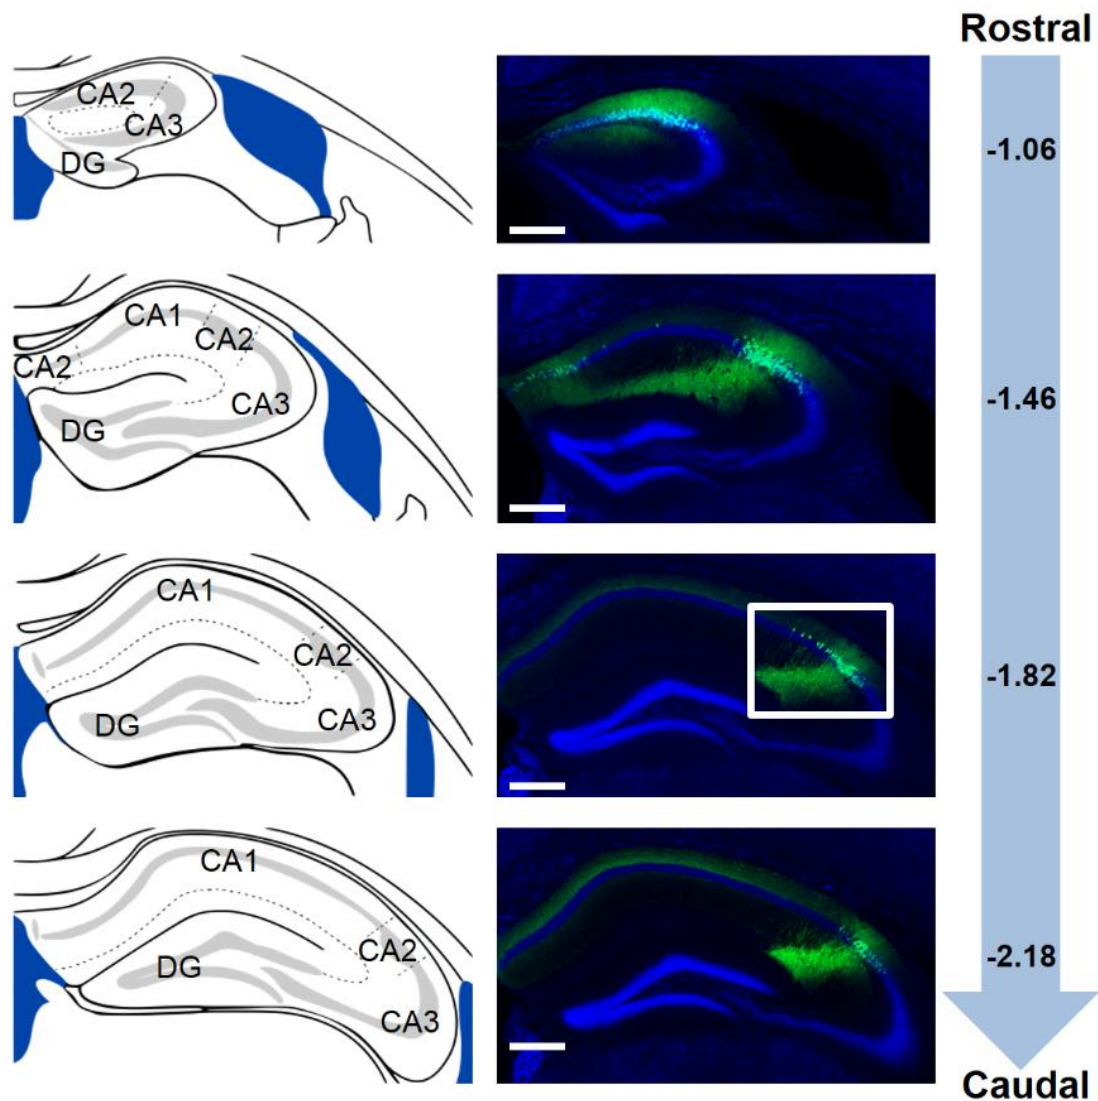 Rostral
CA2
CA3
DG
-1.06
CA1
CA2
CA2
CA3
DG
-1.46
CA1
CA2
CA3
DG
-1.82
CA1
CA2
DG
CA3
-2.18
Caudal